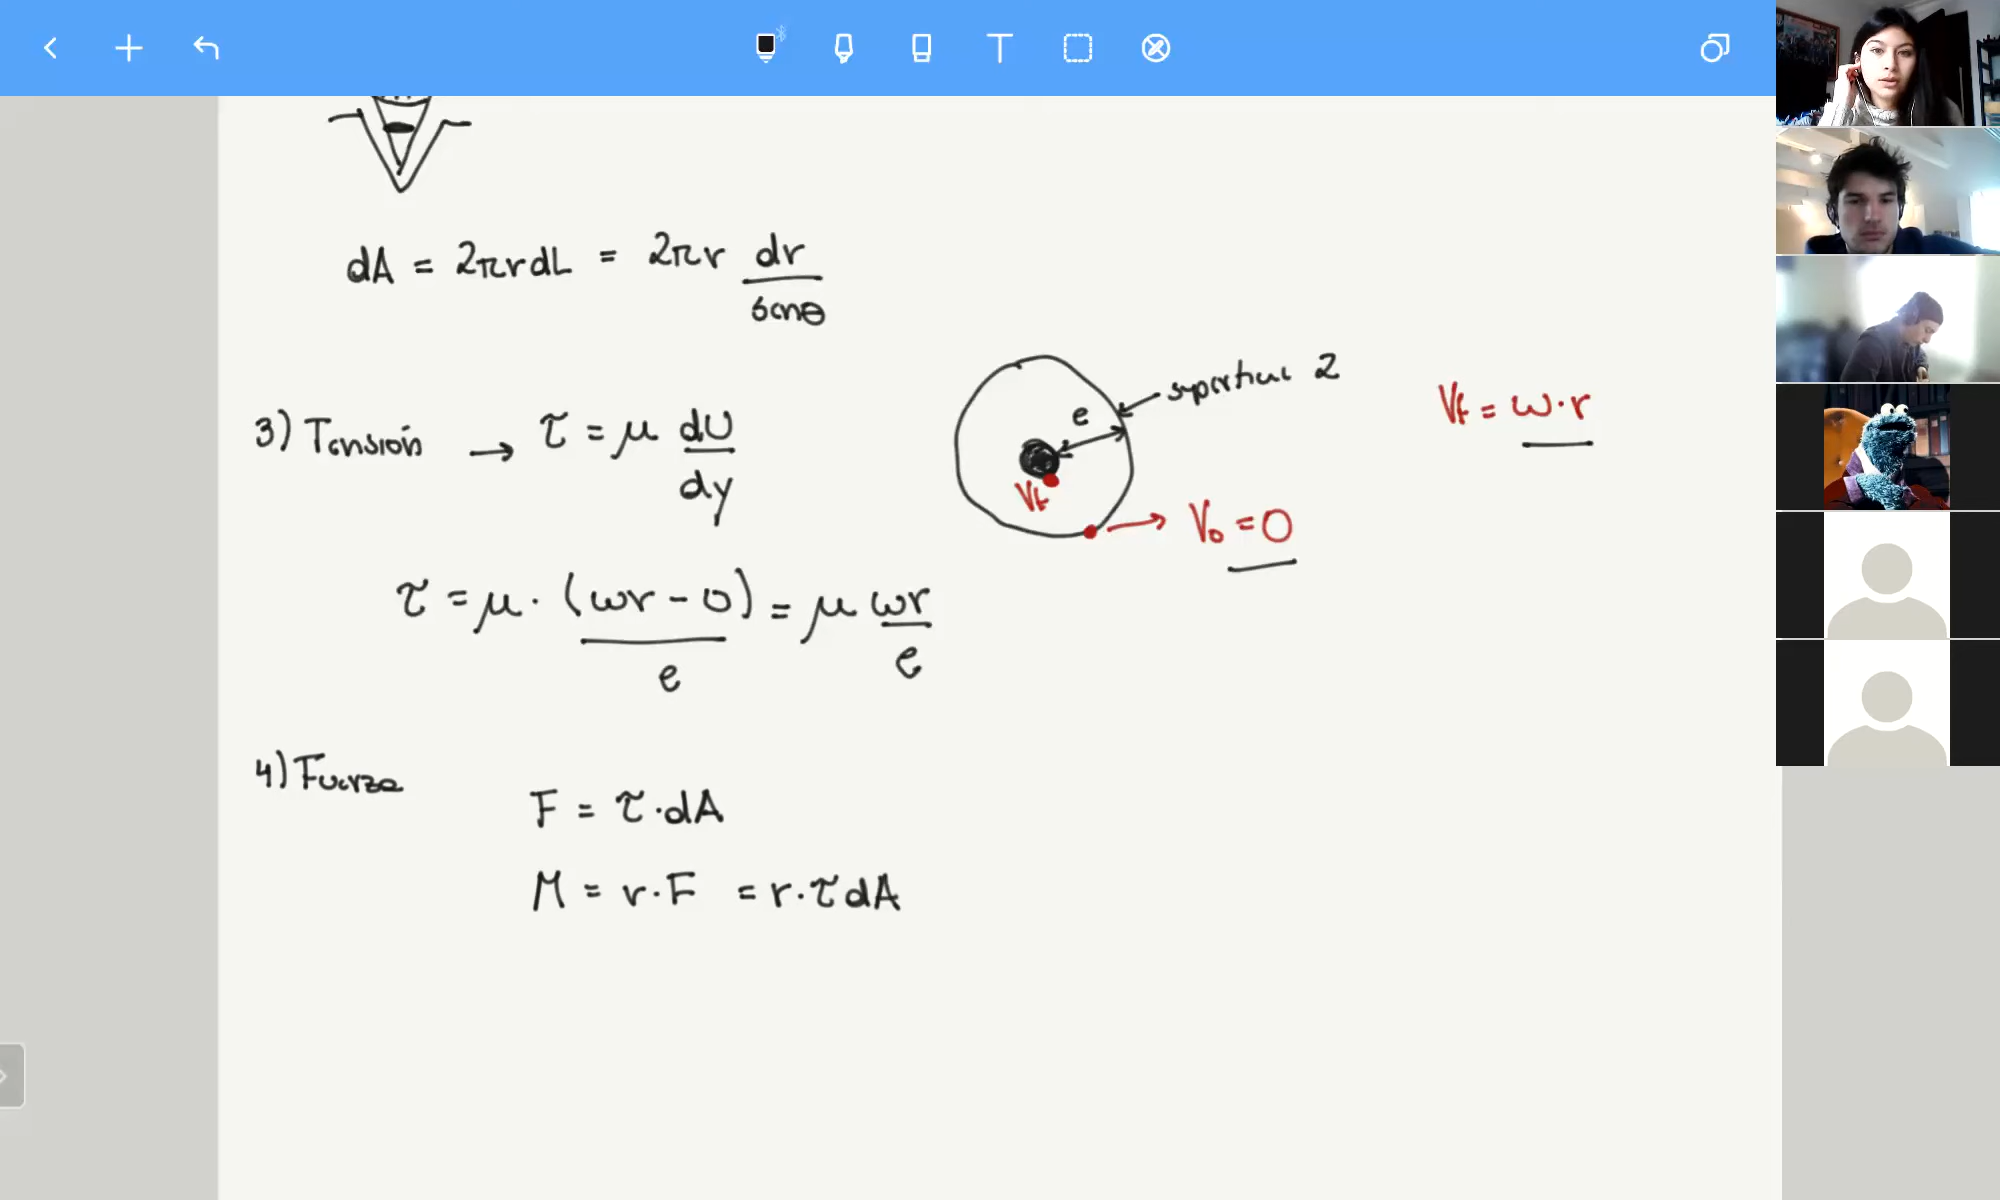 dA = 2πrdL = 2πr dr / senθ
superficie 2
e
Vf = ω·r
3) Tensión → τ = μ dU / dy
Vf
V₀ = 0
τ = μ · (ωr - 0) / e = μ ωr / e
4) Fuerza
F = τ·dA
M = r·F = r·τdA